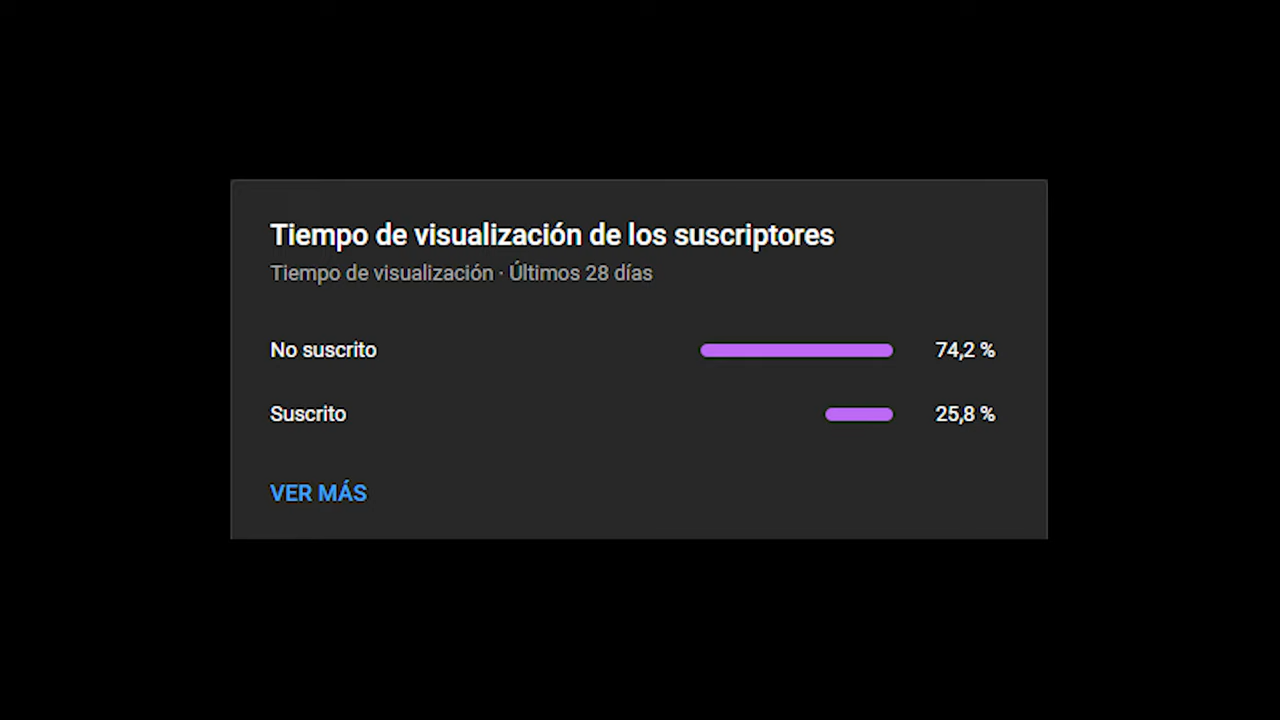 Tiempo de visualización de los suscriptores
Tiempo de visualización · Últimos 28 días
No suscrito 74,2 %
Suscrito 25,8 %
VER MÁS